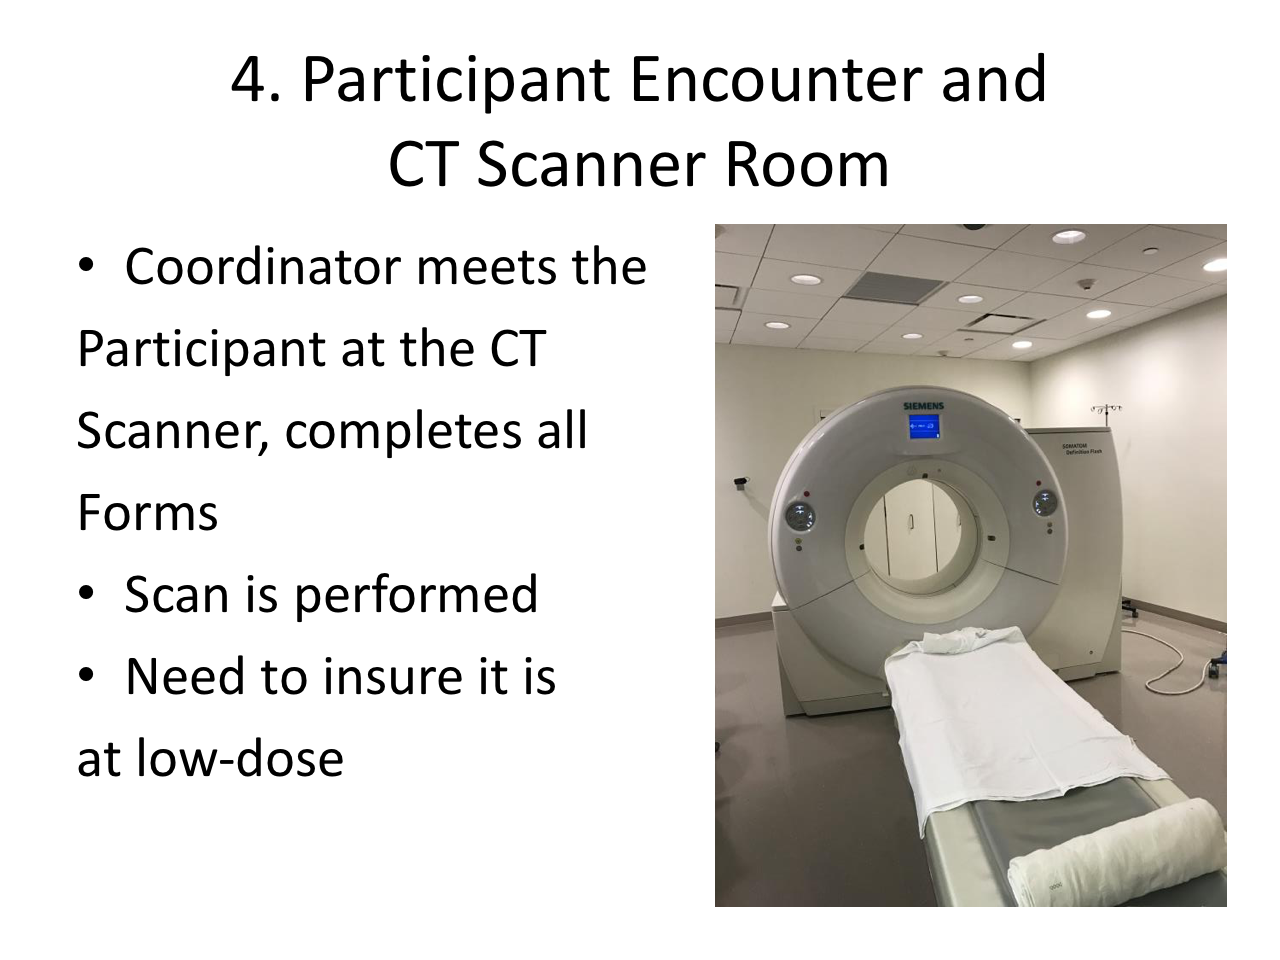 4. Participant Encounter and
CT Scanner Room
• Coordinator meets the
Participant at the CT
Scanner, completes all
Forms
• Scan is performed
• Need to insure it is
at low-dose
SIEMENS
SOMATOM
Definition Flash